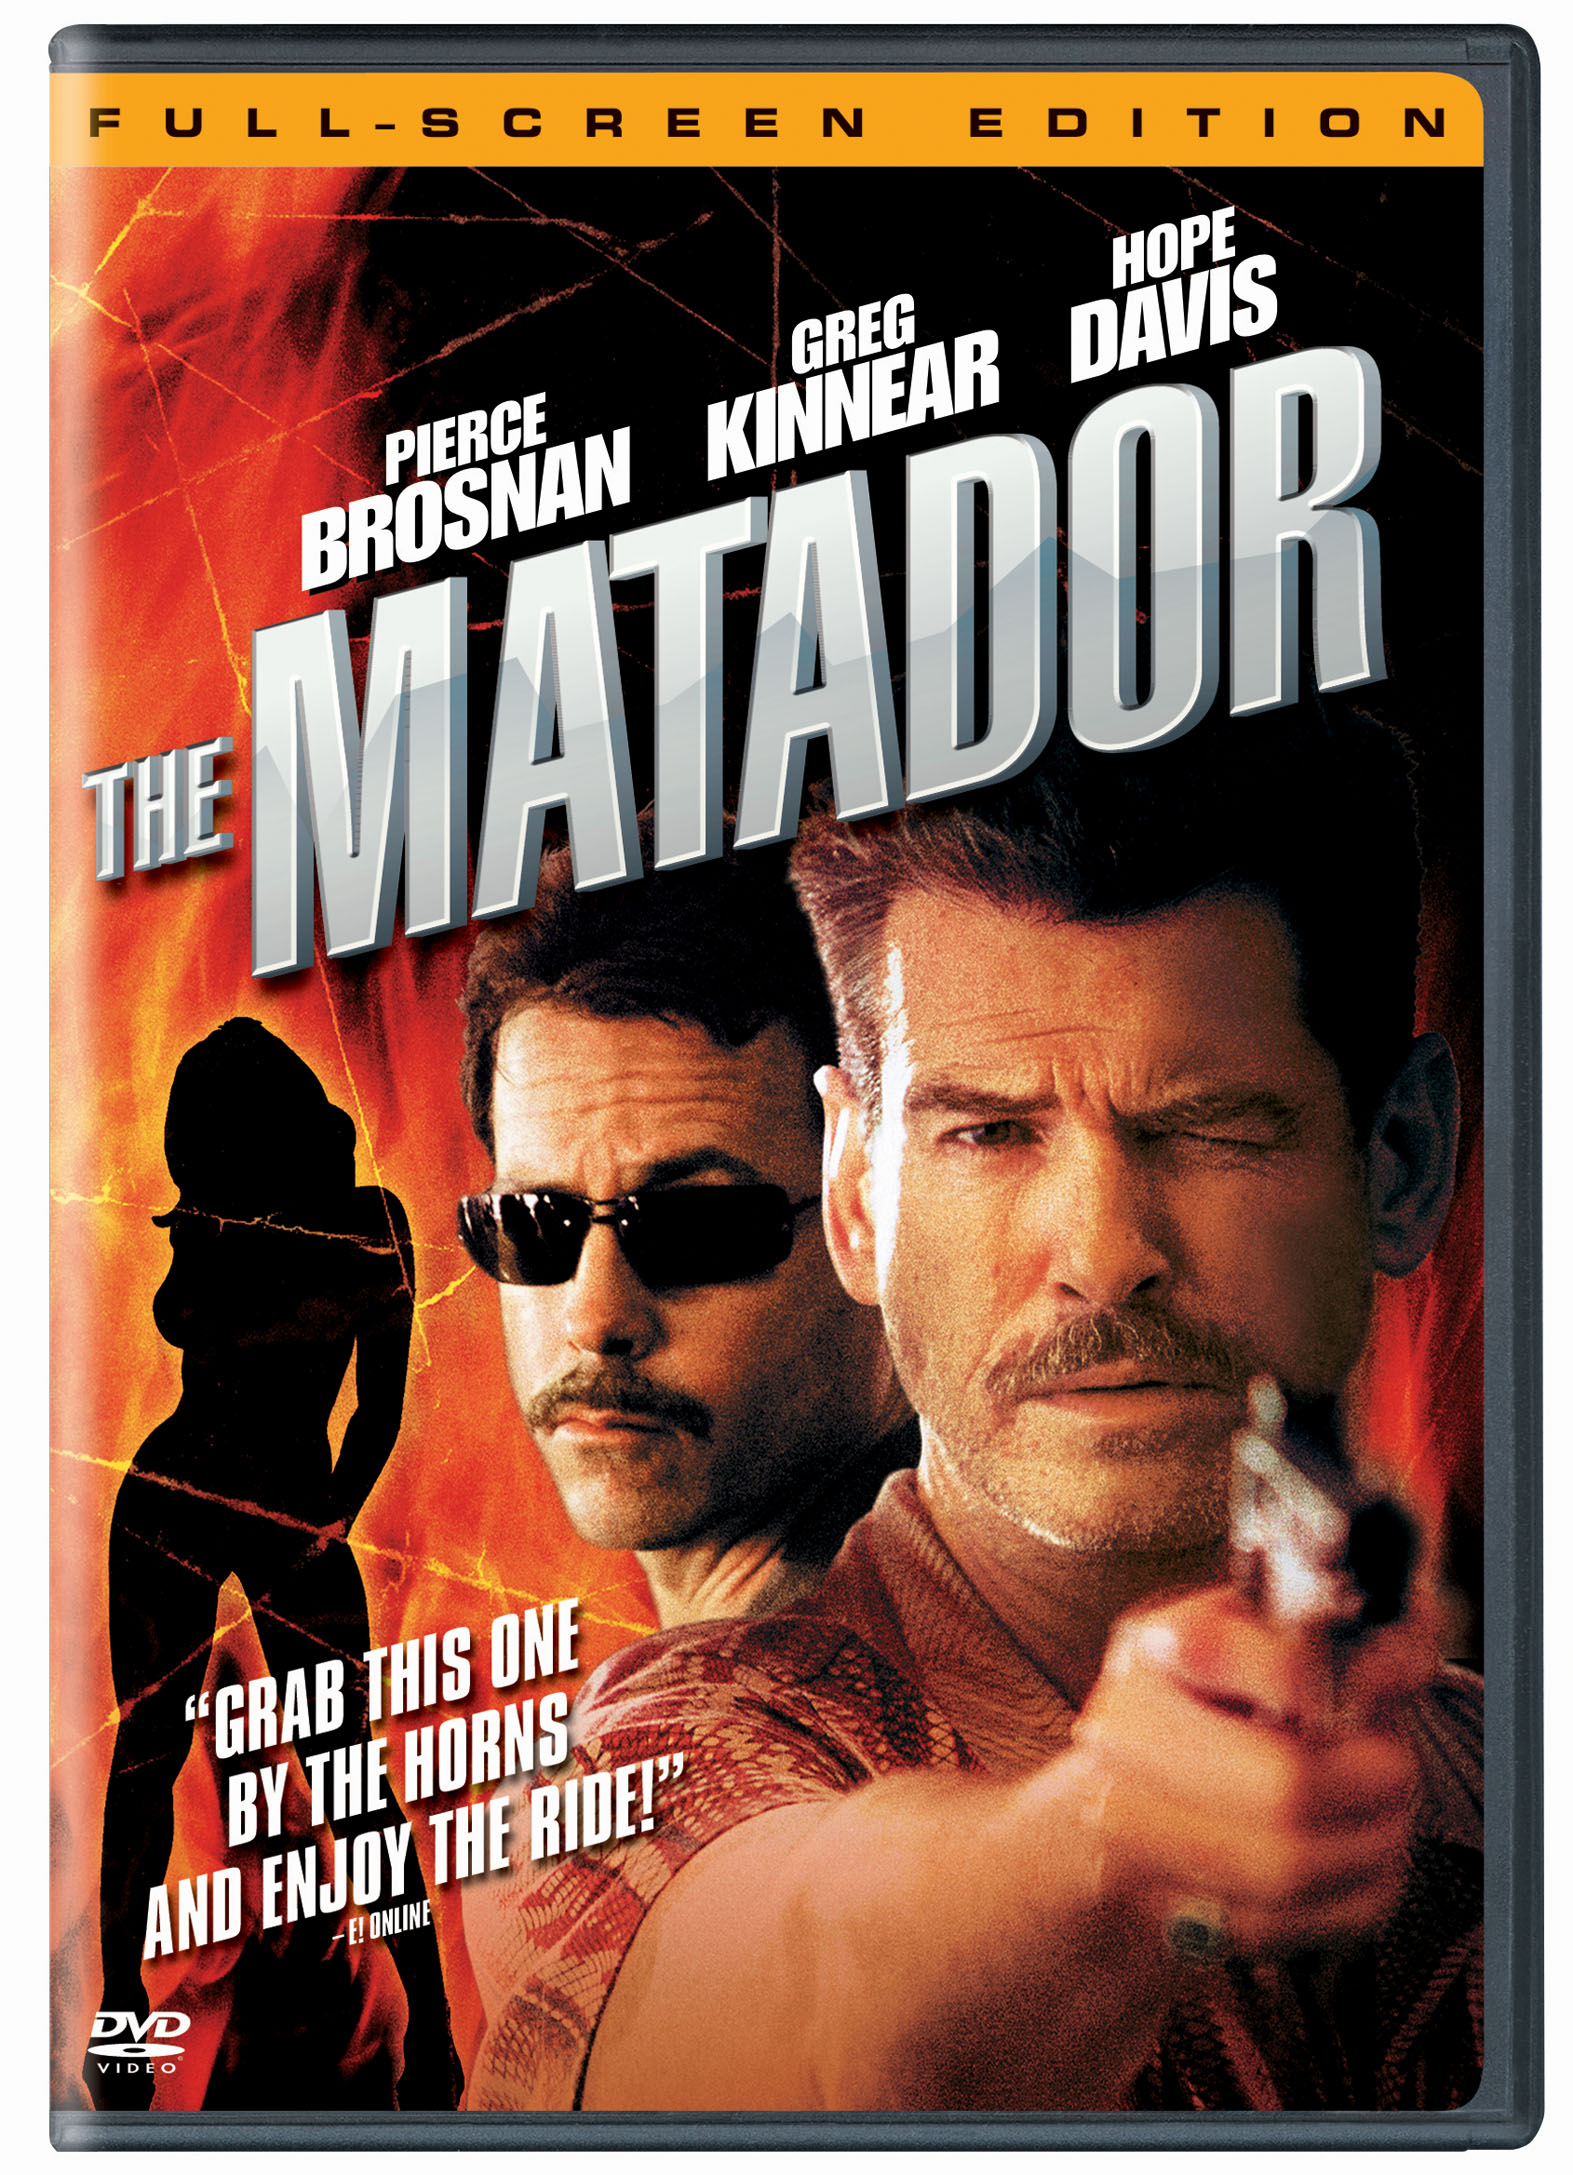 FULL-SCREEN EDITION
PIERCE
BROSNAN
GREG
KINNEAR
HOPE
DAVIS
THE MATADOR
“GRAB THIS ONE
BY THE HORNS
AND ENJOY THE RIDE!”
– E! ONLINE
DVD
VIDEO